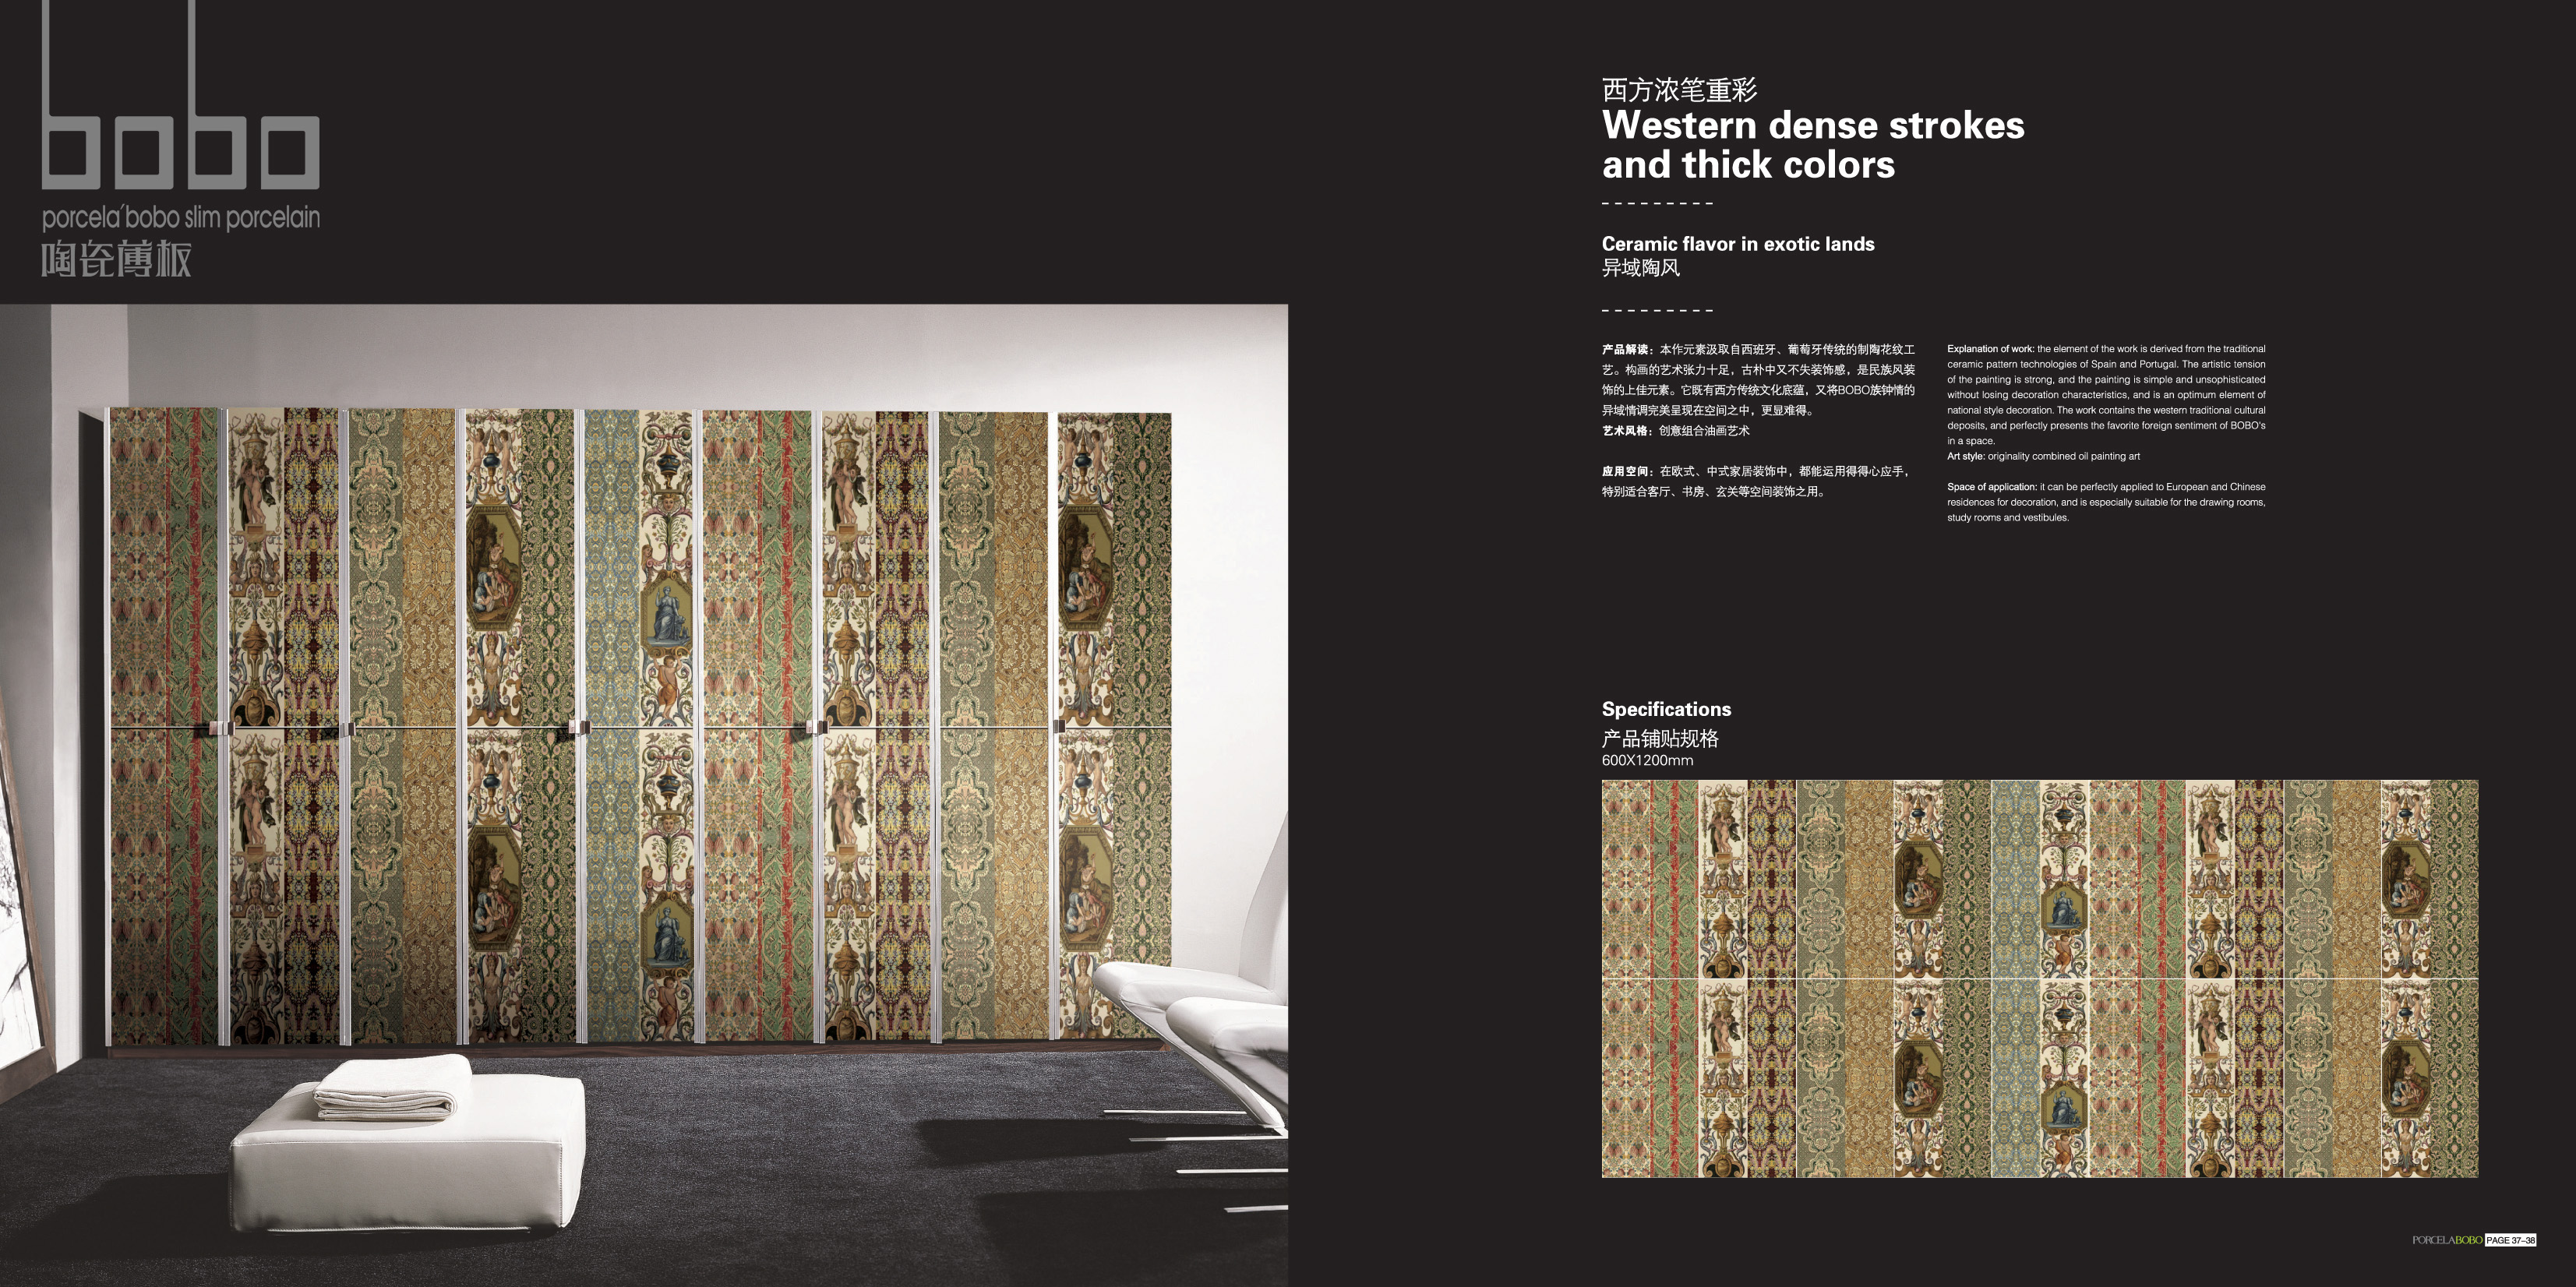 bobo
porcela'bobo slim porcelain
陶瓷薄板
西方浓笔重彩
Western dense strokes
and thick colors
Ceramic flavor in exotic lands
异域陶风
产品解读：本作元素汲取自西班牙、葡萄牙传统的制陶花纹工
艺。构画的艺术张力十足，古朴中又不失装饰感，是民族风装
饰的上佳元素。它既有西方传统文化底蕴，又将BOBO族钟情的
异域情调完美呈现在空间之中，更显难得。
艺术风格：创意组合油画艺术
应用空间：在欧式、中式家居装饰中，都能运用得得心应手，
特别适合客厅、书房、玄关等空间装饰之用。
Explanation of work: the element of the work is derived from the traditional
ceramic pattern technologies of Spain and Portugal. The artistic tension
of the painting is strong, and the painting is simple and unsophisticated
without losing decoration characteristics, and is an optimum element of
national style decoration. The work contains the western traditional cultural
deposits, and perfectly presents the favorite foreign sentiment of BOBO's
in a space.
Art style: originality combined oil painting art
Space of application: it can be perfectly applied to European and Chinese
residences for decoration, and is especially suitable for the drawing rooms,
study rooms and vestibules.
Specifications
产品铺贴规格
600X1200mm
PORCELABOBO PAGE 37-38